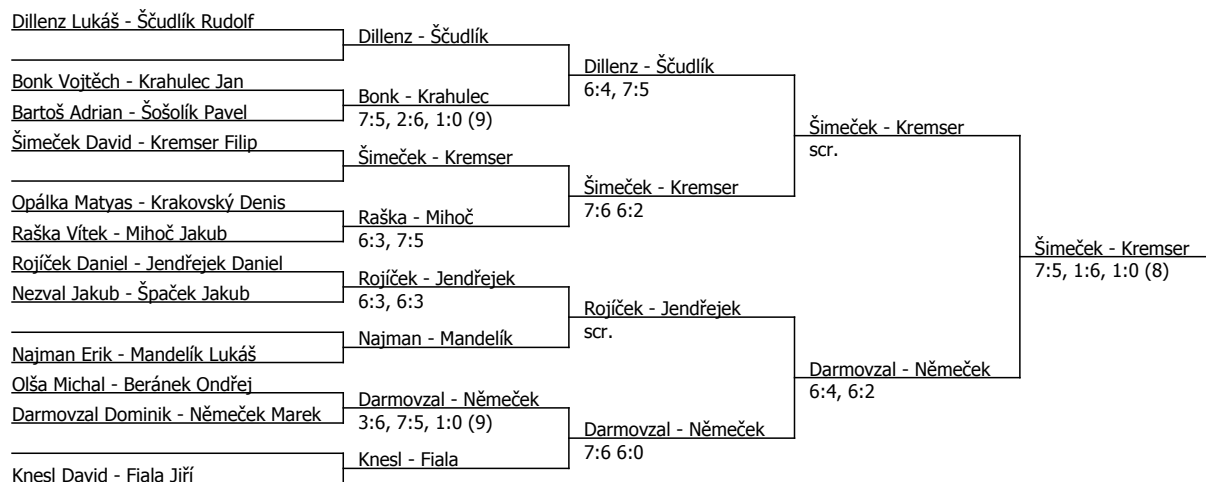 Dillenz Lukáš - Ščudlík Rudolf
Bonk Vojtěch - Krahulec Jan
Bartoš Adrian - Šošolík Pavel
Šimeček David - Kremser Filip
Opálka Matyas - Krakovský Denis
Raška Vítek - Mihoč Jakub
Rojíček Daniel - Jendřejek Daniel
Nezval Jakub - Špaček Jakub
Najman Erik - Mandelík Lukáš
Olša Michal - Beránek Ondřej
Darmovzal Dominik - Němeček Marek
Knesl David - Fiala Jiří
Dillenz - Ščudlík
Bonk - Krahulec
7:5, 2:6, 1:0 (9)
Šimeček - Kremser
Raška - Mihoč
6:3, 7:5
Rojíček - Jendřejek
6:3, 6:3
Najman - Mandelík
Darmovzal - Němeček
3:6, 7:5, 1:0 (9)
Knesl - Fiala
Dillenz - Ščudlík
6:4, 7:5
Šimeček - Kremser
7:6 6:2
Rojíček - Jendřejek
scr.
Darmovzal - Němeček
7:6 6:0
Šimeček - Kremser
scr.
Darmovzal - Němeček
6:4, 6:2
Šimeček - Kremser
7:5, 1:6, 1:0 (8)